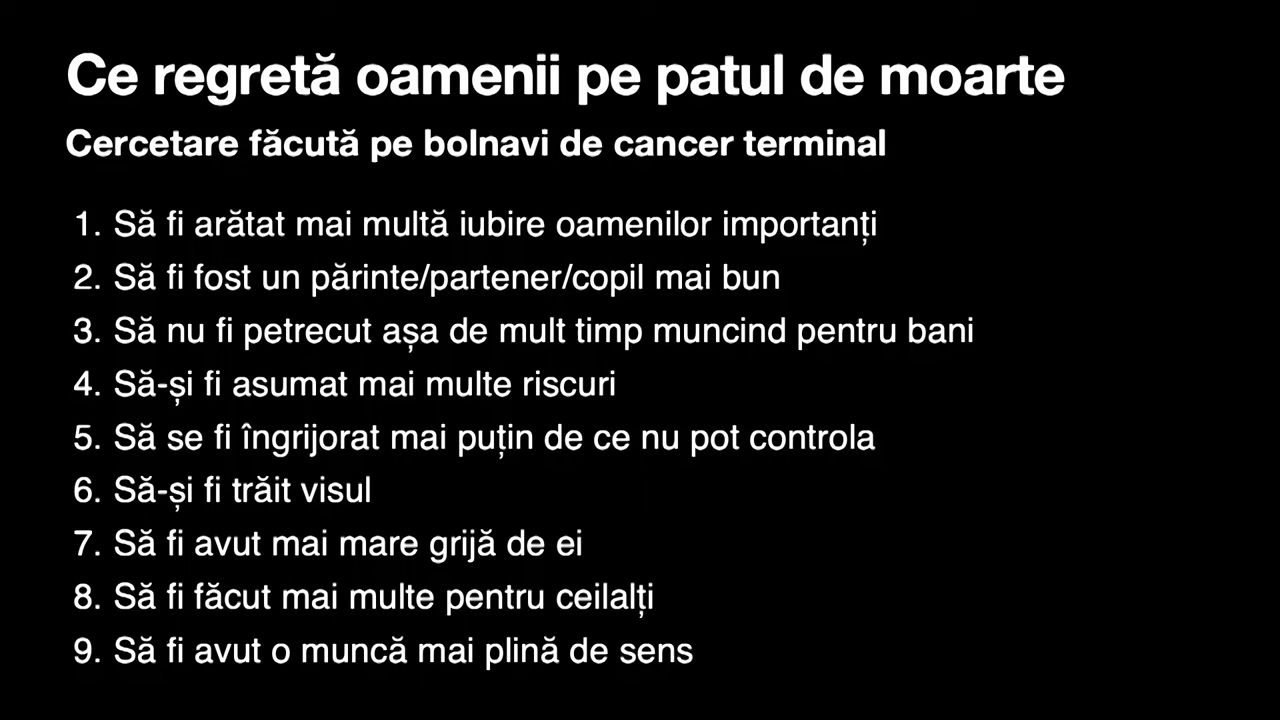 Ce regretă oamenii pe patul de moarte
Cercetare făcută pe bolnavi de cancer terminal
1. Să fi arătat mai multă iubire oamenilor importanți
2. Să fi fost un părinte/partener/copil mai bun
3. Să nu fi petrecut așa de mult timp muncind pentru bani
4. Să-și fi asumat mai multe riscuri
5. Să se fi îngrijorat mai puțin de ce nu pot controla
6. Să-și fi trăit visul
7. Să fi avut mai mare grijă de ei
8. Să fi făcut mai multe pentru ceilalți
9. Să fi avut o muncă mai plină de sens